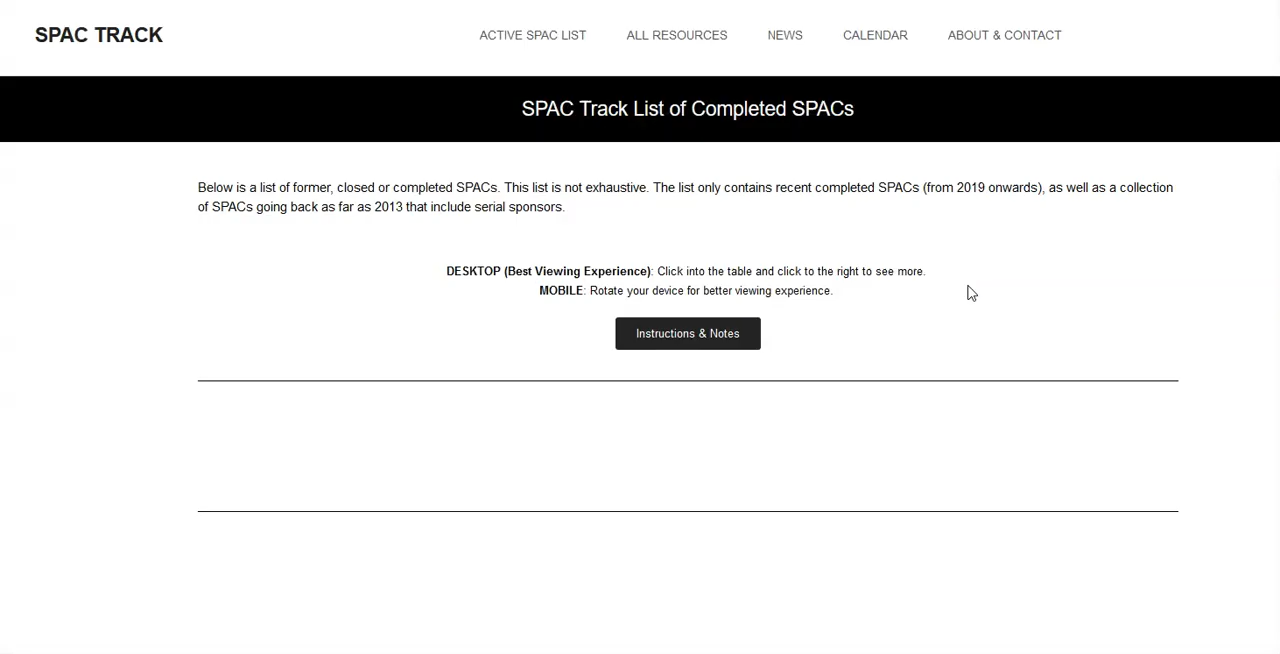 SPAC TRACK
ACTIVE SPAC LIST
ALL RESOURCES
NEWS
CALENDAR
ABOUT & CONTACT
SPAC Track List of Completed SPACs
Below is a list of former, closed or completed SPACs. This list is not exhaustive. The list only contains recent completed SPACs (from 2019 onwards), as well as a collection
of SPACs going back as far as 2013 that include serial sponsors.
DESKTOP (Best Viewing Experience): Click into the table and click to the right to see more.
MOBILE: Rotate your device for better viewing experience.
Instructions & Notes